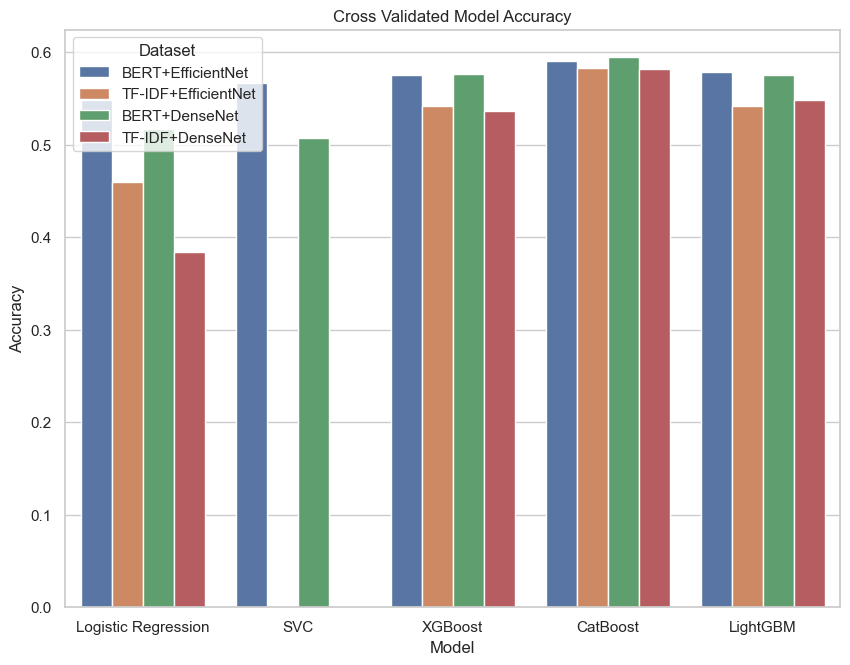 Cross Validated Model Accuracy
Dataset
BERT+EfficientNet
TF-IDF+EfficientNet
BERT+DenseNet
TF-IDF+DenseNet
Accuracy
0.6
0.5
0.4
0.3
0.2
0.1
0.0
Logistic Regression SVC XGBoost CatBoost LightGBM
Model